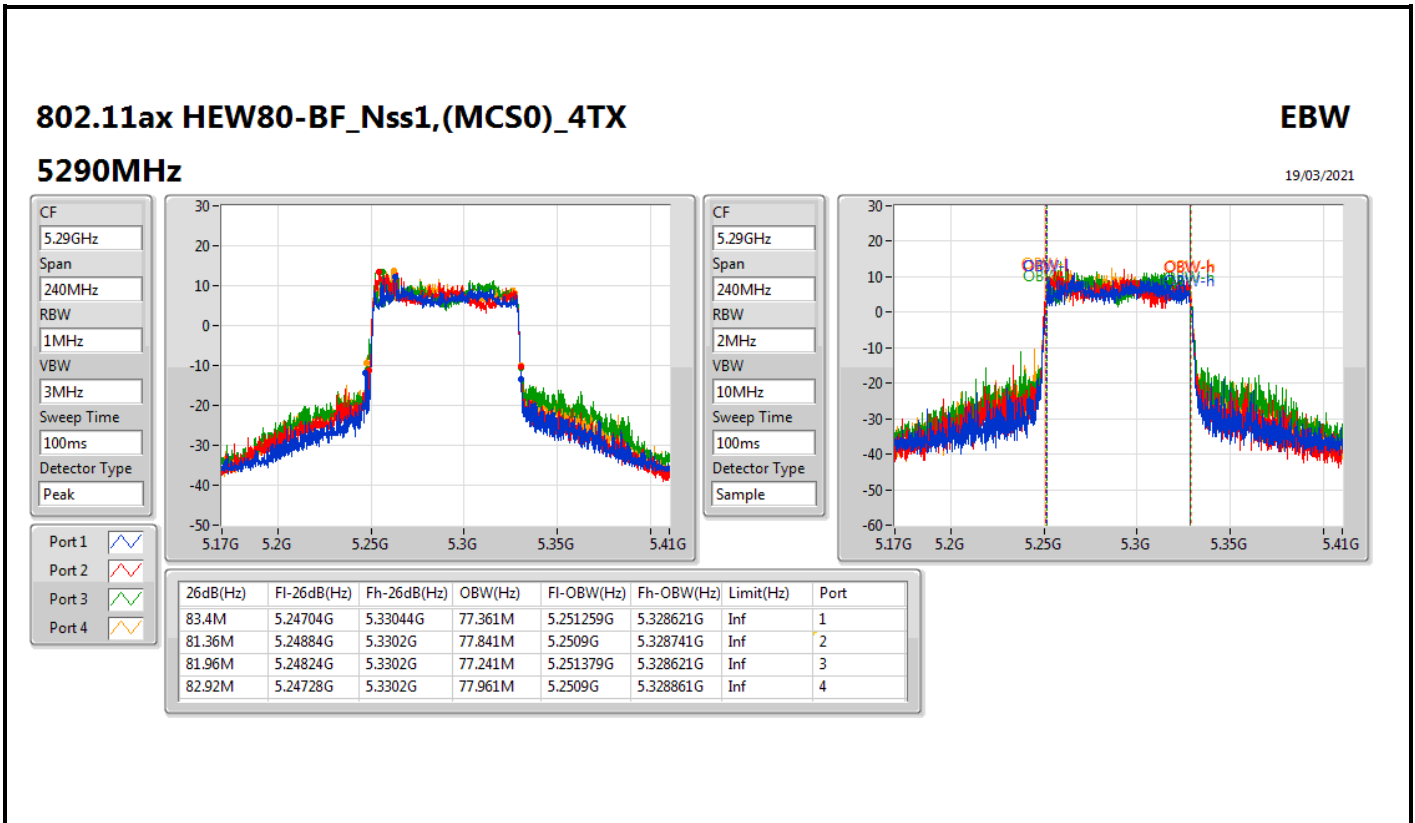 802.11ax HEW80-BF_Nss1,(MCS0)_4TX
EBW
5290MHz
19/03/2021
CF
5.29GHz
Span
240MHz
RBW
1MHz
VBW
3MHz
Sweep Time
100ms
Detector Type
Peak
30
20
10
0
-10
-20
-30
-40
-50
5.17G 5.2G 5.25G 5.3G 5.35G 5.41G
CF
5.29GHz
Span
240MHz
RBW
2MHz
VBW
10MHz
Sweep Time
100ms
Detector Type
Sample
30
20
10
0
-10
-20
-30
-40
-50
-60
OBW-h
5.17G 5.2G 5.25G 5.3G 5.35G 5.41G
Port 1
Port 2
Port 3
Port 4
26dB(Hz) Fl-26dB(Hz) Fh-26dB(Hz) OBW(Hz) Fl-OBW(Hz) Fh-OBW(Hz) Limit(Hz) Port
83.4M 5.24704G 5.33044G 77.361M 5.251259G 5.328621G Inf 1
81.36M 5.24884G 5.3302G 77.841M 5.2509G 5.328741G Inf 2
81.96M 5.24824G 5.3302G 77.241M 5.251379G 5.328621G Inf 3
82.92M 5.24728G 5.3302G 77.961M 5.2509G 5.328861G Inf 4